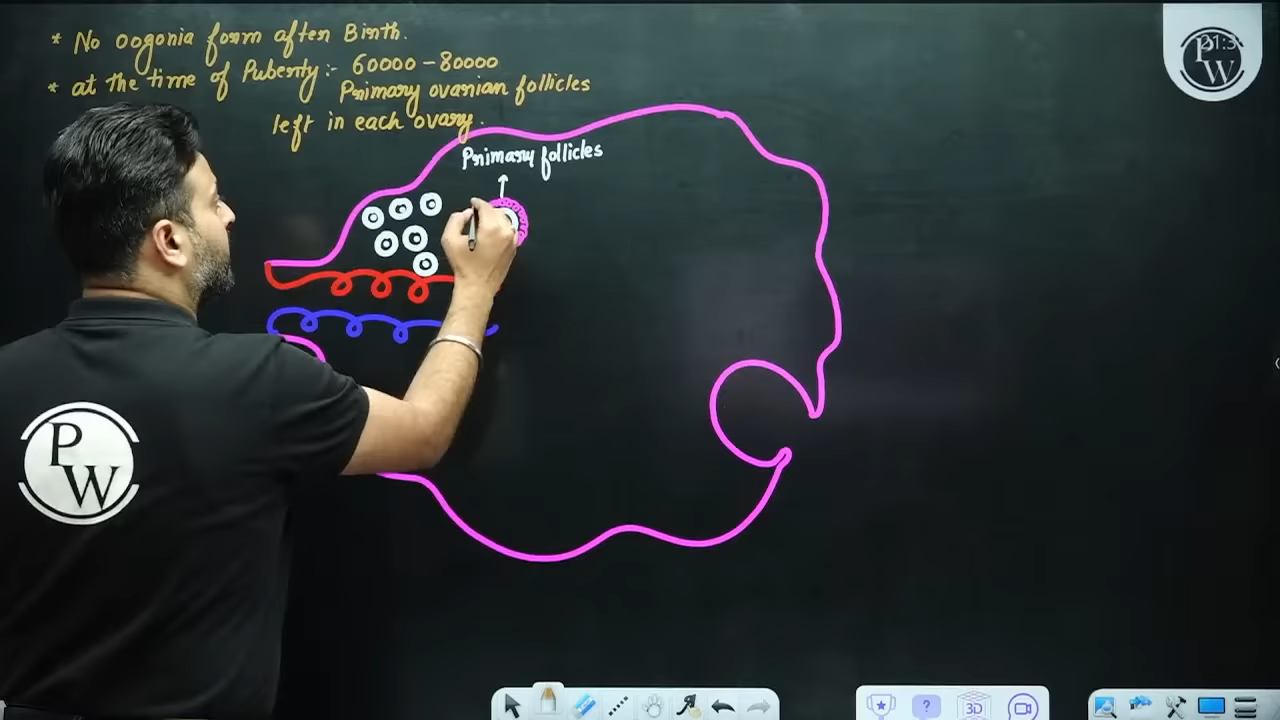 * No oogonia form after Birth.
* at the time of Puberty :- 60000 - 80000
Primary ovarian follicles
left in each ovary.
Primary follicles
PW
PW
3D
?